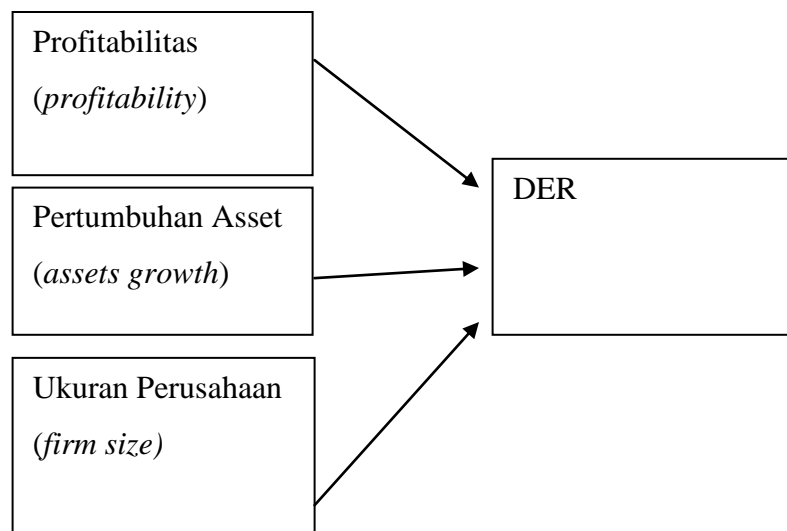 Profitabilitas
(profitability)
DER
Pertumbuhan Asset
(assets growth)
Ukuran Perusahaan
(firm size)